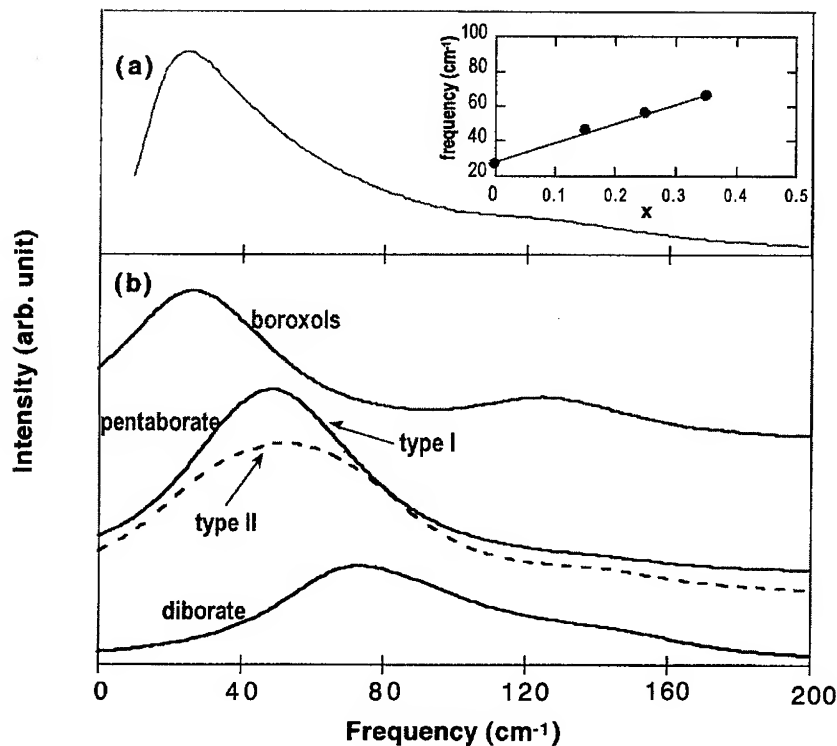 (a)
100
80
60
40
20
frequency (cm-1)
0 0.1 0.2 0.3 0.4 0.5
x
(b)
boroxols
pentaborate
type I
type II
diborate
Intensity (arb. unit)
0 40 80 120 160 200
Frequency (cm-1)